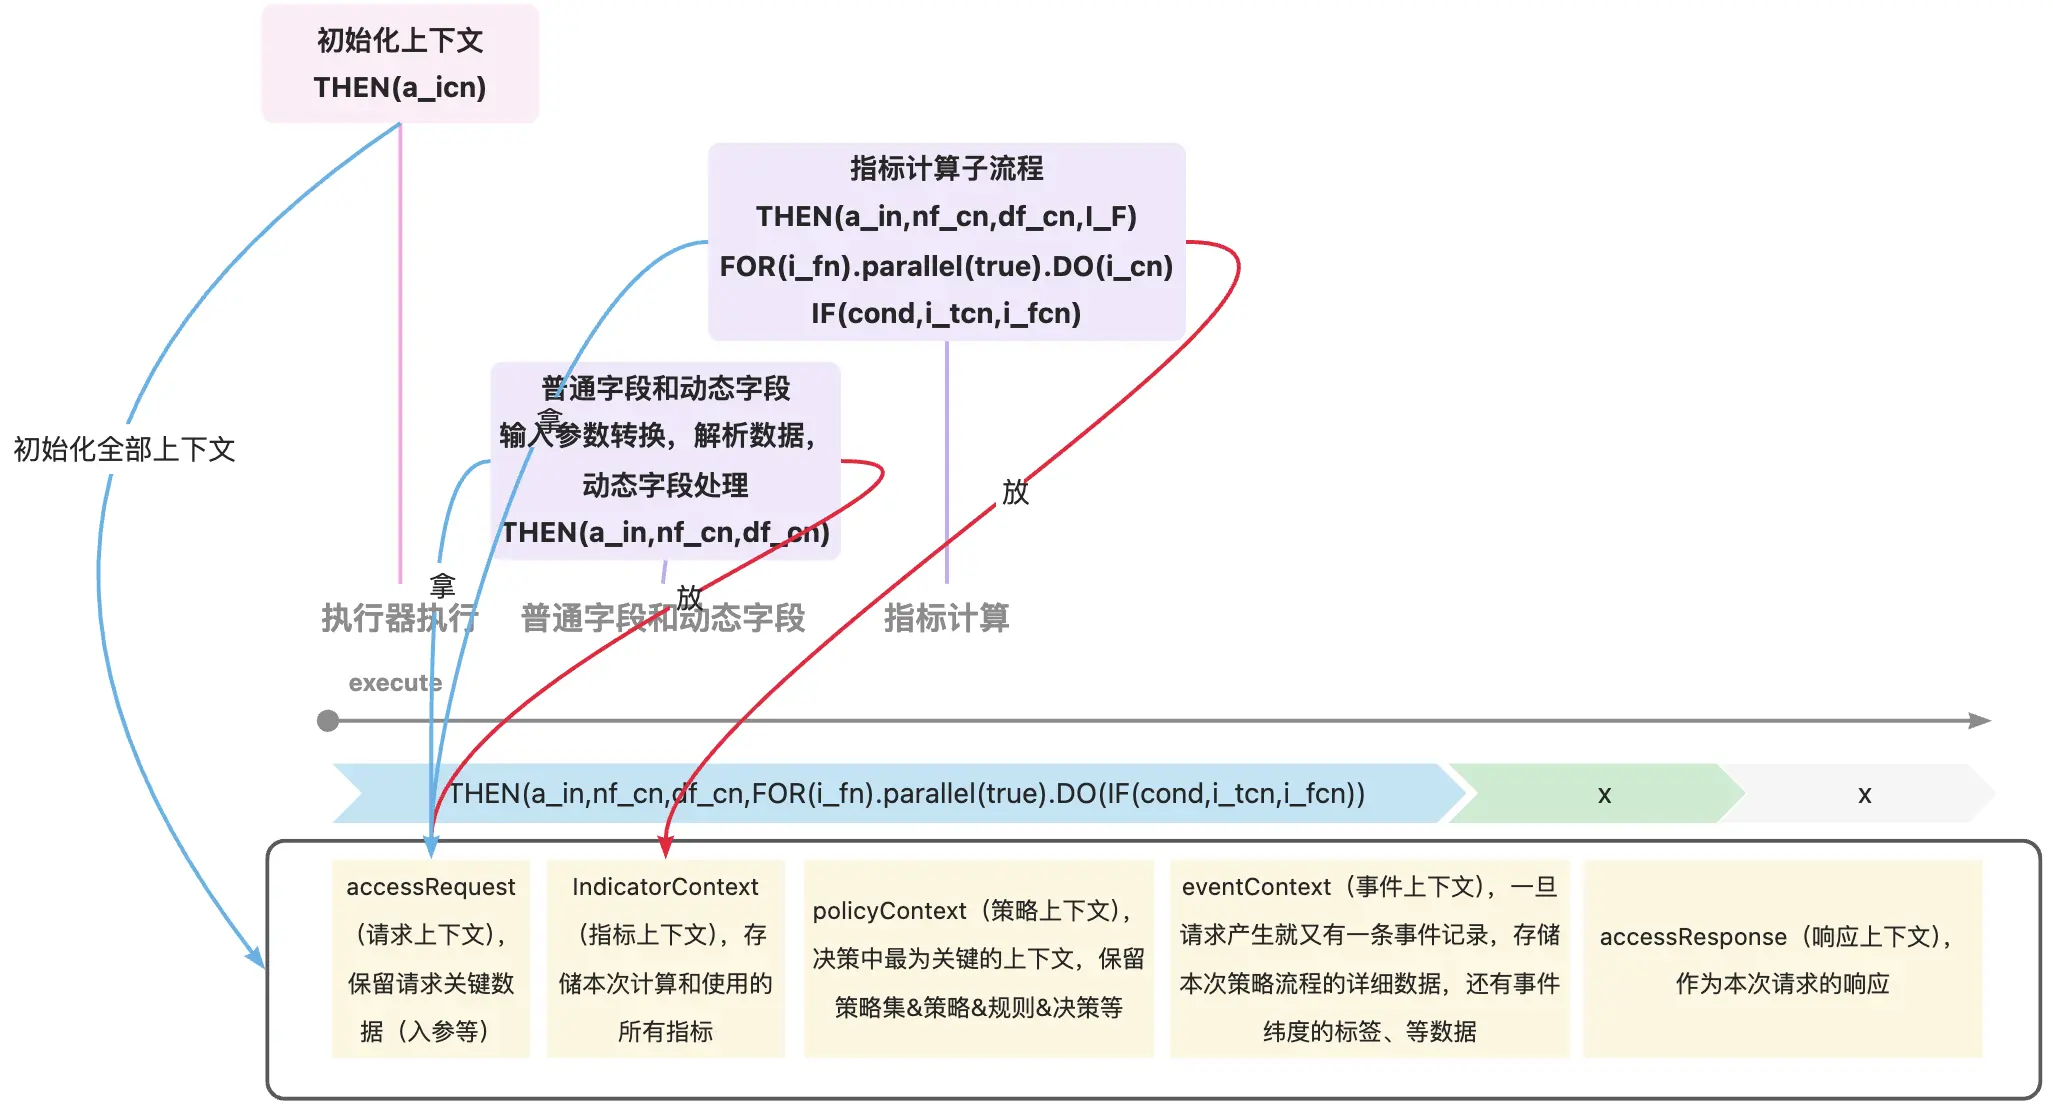 初始化上下文
THEN(a_icn)
指标计算子流程
THEN(a_in,nf_cn,df_cn,I_F)
FOR(i_fn).parallel(true).DO(i_cn)
IF(cond,i_tcn,i_fcn)
普通字段和动态字段
拿
输入参数转换，解析数据，
动态字段处理
THEN(a_in,nf_cn,df_cn)
初始化全部上下文
放
拿
放
执行器执行
普通字段和动态字段
指标计算
execute
THEN(a_in,nf_cn,df_cn,FOR(i_fn).parallel(true).DO(IF(cond,i_tcn,i_fcn))
x
x
accessRequest
（请求上下文），
保留请求关键数
据（入参等）
IndicatorContext
（指标上下文），存
储本次计算和使用的
所有指标
policyContext（策略上下文），
决策中最为关键的上下文，保留
策略集&策略&规则&决策等
eventContext（事件上下文），一旦
请求产生就又有一条事件记录，存储
本次策略流程的详细数据，还有事件
纬度的标签、等数据
accessResponse（响应上下文），
作为本次请求的响应